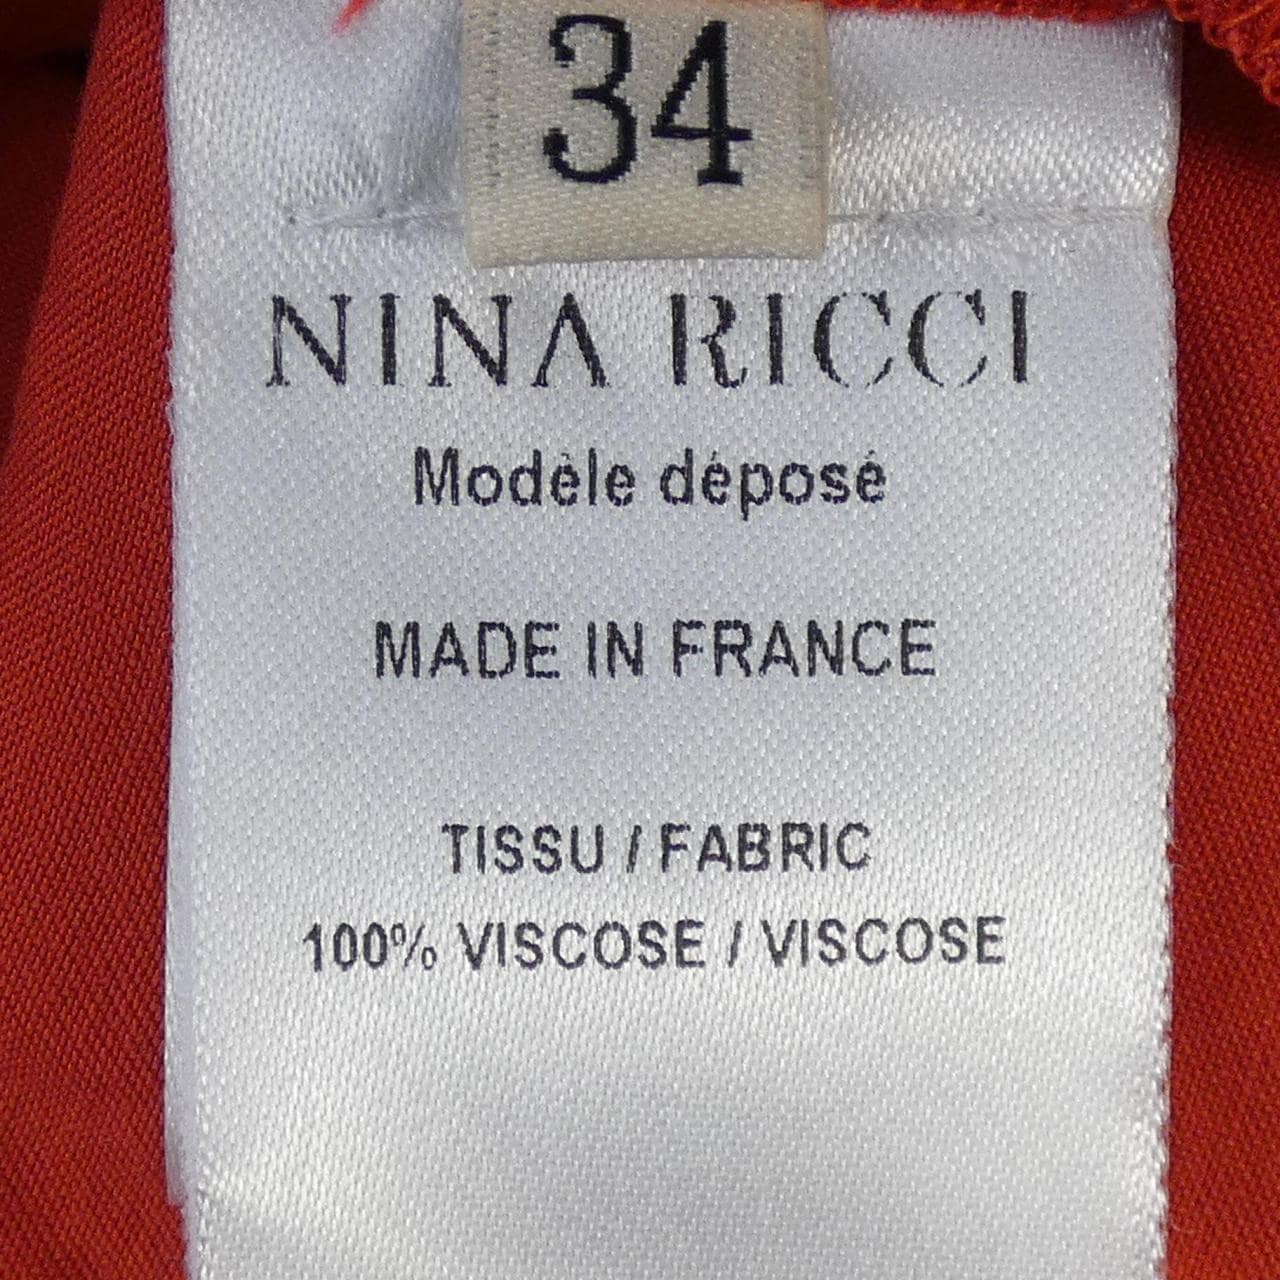 34
NINA RICCI
Modèle déposé
MADE IN FRANCE
TISSU / FABRIC
100% VISCOSE / VISCOSE